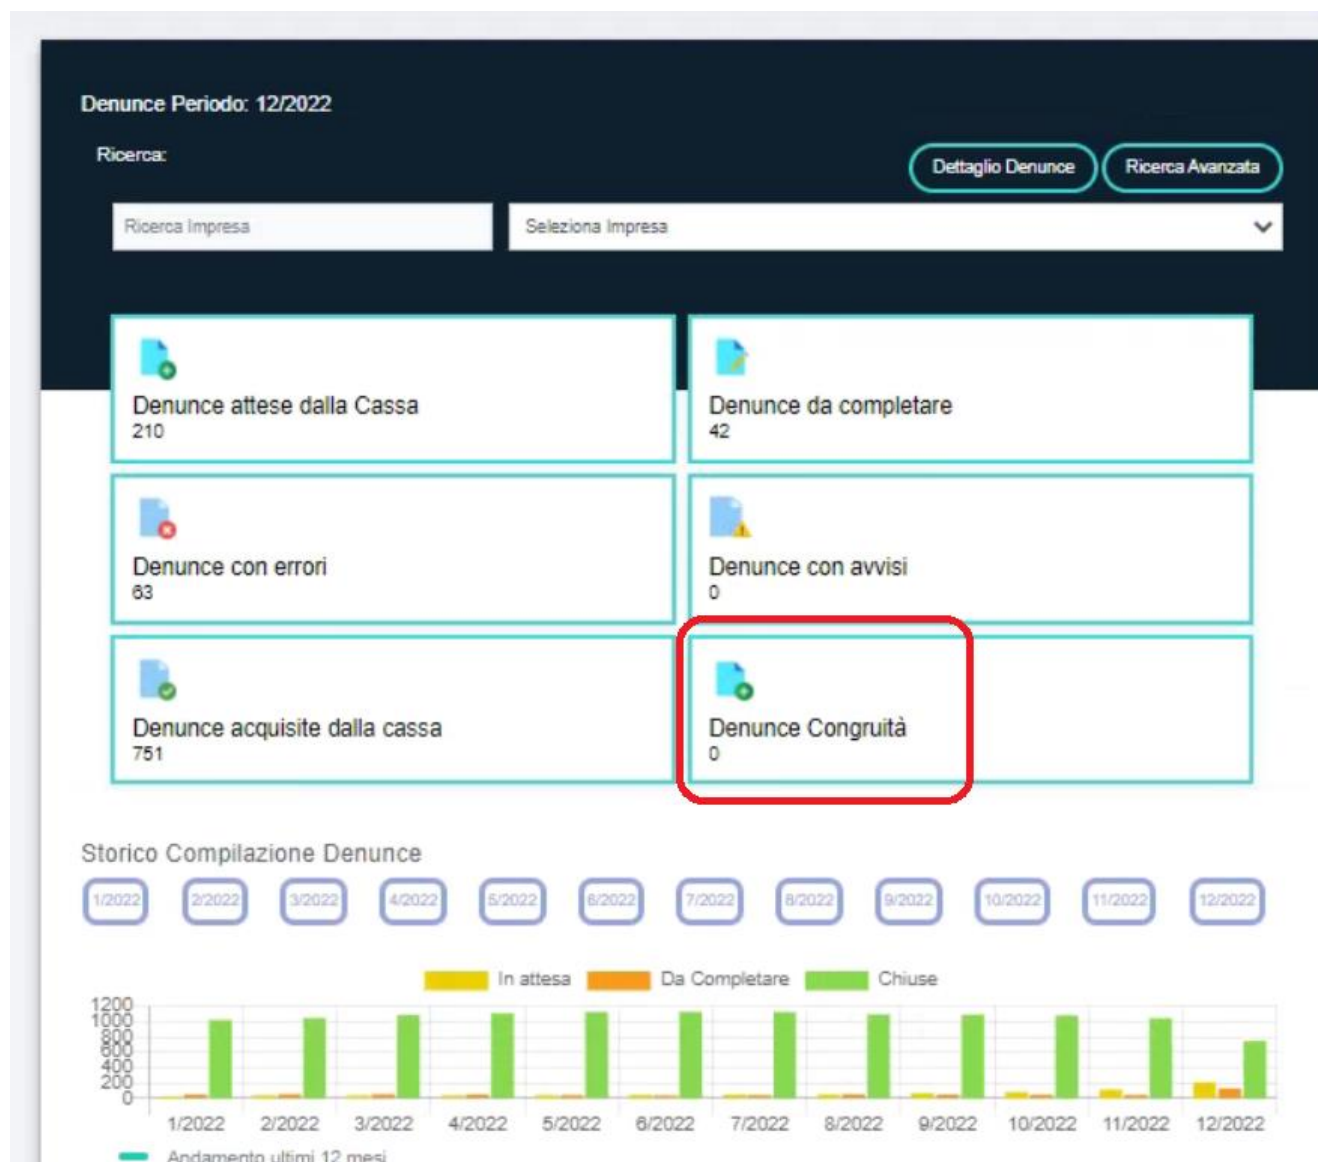 Denunce Periodo: 12/2022
Ricerca:
Dettaglio Denunce Ricerca Avanzata
Ricerca Impresa Seleziona Impresa
Denunce attese dalla Cassa
210
Denunce da completare
42
Denunce con errori
63
Denunce con avvisi
0
Denunce acquisite dalla cassa
751
Denunce Congruità
0
Storico Compilazione Denunce
1/2022 2/2022 3/2022 4/2022 5/2022 6/2022 7/2022 8/2022 9/2022 10/2022 11/2022 12/2022
In attesa Da Completare Chiuse
1200
1000
800
600
400
200
0
1/2022 2/2022 3/2022 4/2022 5/2022 6/2022 7/2022 8/2022 9/2022 10/2022 11/2022 12/2022
Andamento ultimi 12 mesi